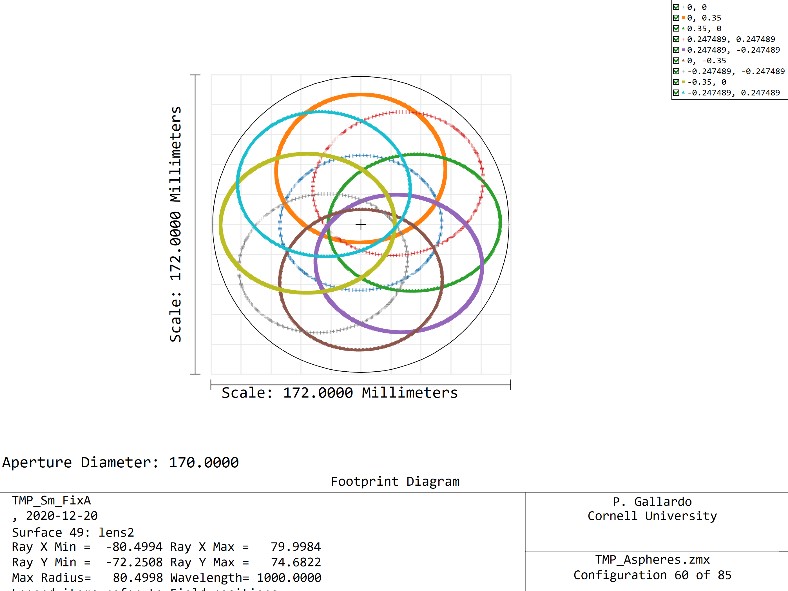 0, 0
0, 0.35
0.35, 0
0.247489, 0.247489
0.247489, -0.247489
0, -0.35
-0.247489, -0.247489
-0.35, 0
-0.247489, 0.247489
Scale: 172.0000 Millimeters
Scale: 172.0000 Millimeters
Aperture Diameter: 170.0000
Footprint Diagram
TMP_Sm_FixA
, 2020-12-20
Surface 49: lens2
Ray X Min = -80.4994 Ray X Max = 79.9984
Ray Y Min = -72.2508 Ray Y Max = 74.6822
Max Radius= 80.4998 Wavelength= 1000.0000
P. Gallardo
Cornell University
TMP_Aspheres.zmx
Configuration 60 of 85